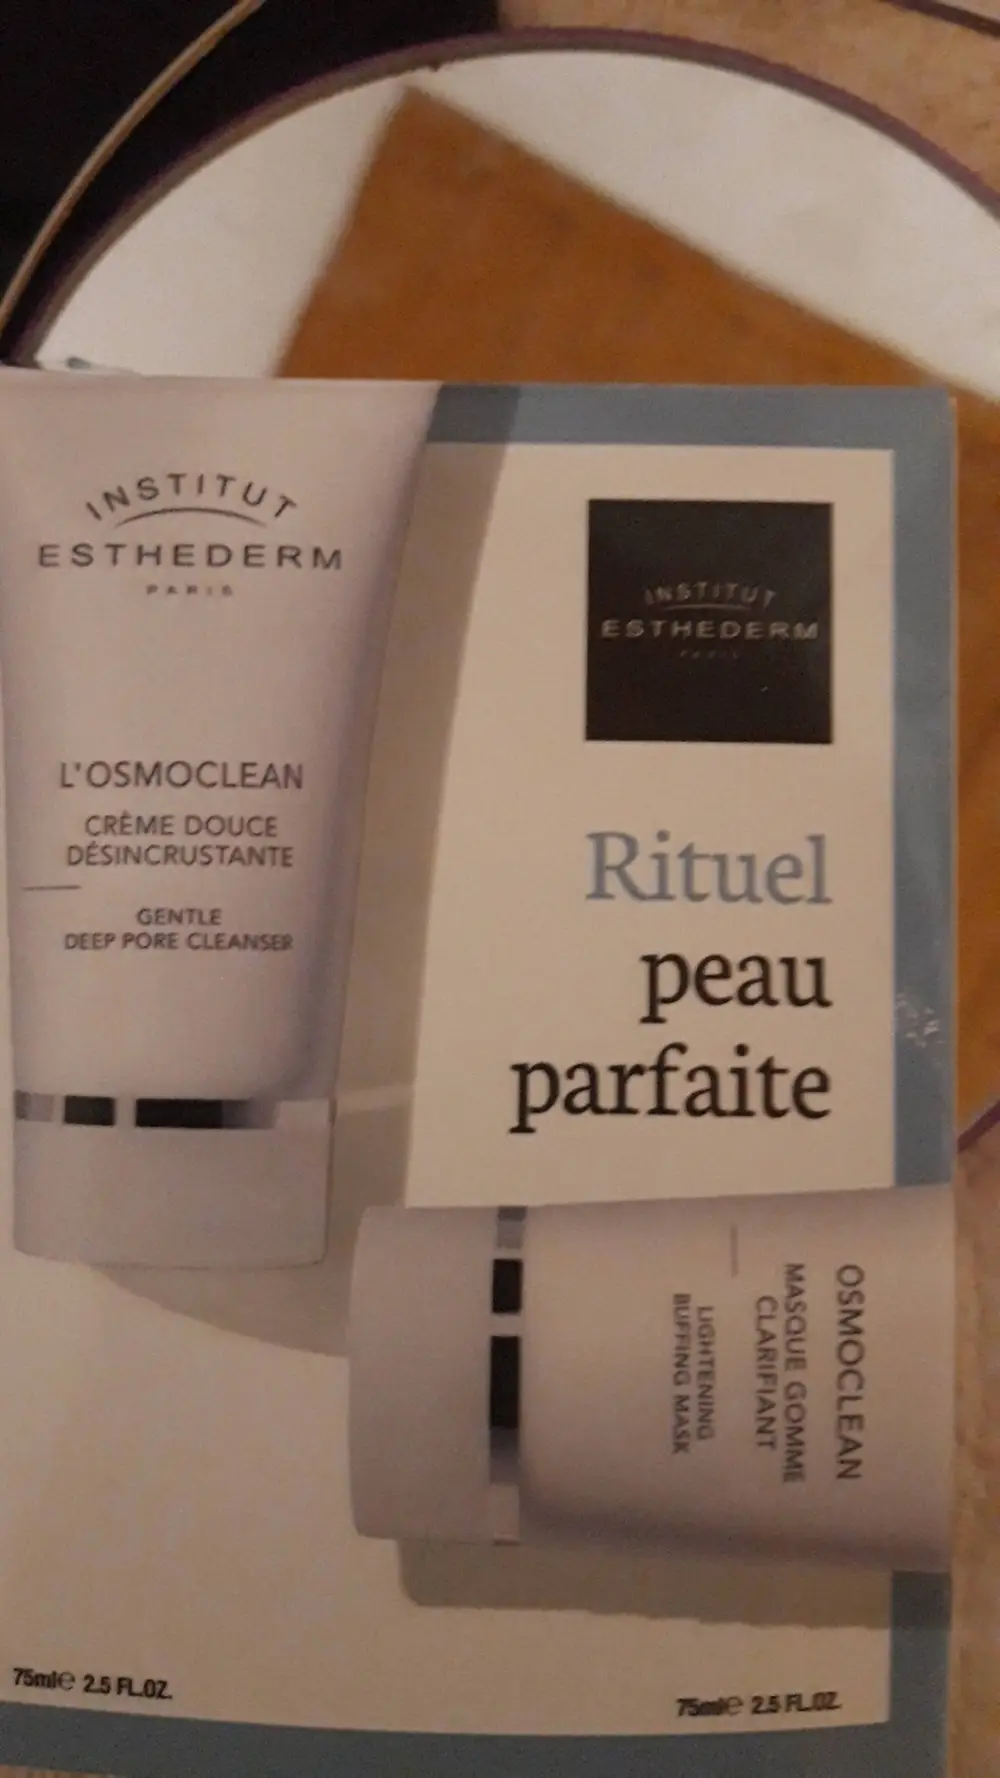 INSTITUT
ESTHEDERM
PARIS
L'OSMOCLEAN
CRÈME DOUCE
DÉSINCRUSTANTE
GENTLE
DEEP PORE CLEANSER
INSTITUT
ESTHEDERM
PARIS
Rituel
peau
parfaite
OSMOCLEAN
MASQUE GOMME
CLARIFIANT
LIGHTENING
BUFFING MASK
75ml℮ 2.5 FL.OZ.
75ml℮ 2.5 FL.OZ.